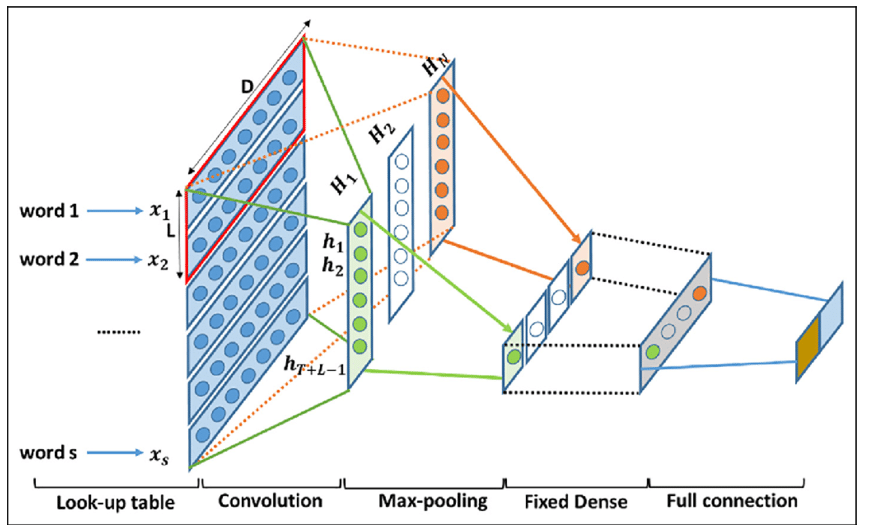 D
H_N
H_2
H_1
word 1
x_1
L
h_1
word 2
x_2
h_2
........
h_{T+L-1}
word s
x_s
Look-up table
Convolution
Max-pooling
Fixed Dense
Full connection